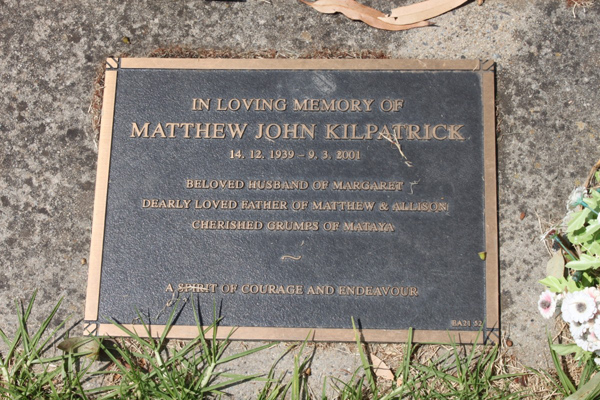 IN LOVING MEMORY OF
MATTHEW JOHN KILPATRICK
14. 12. 1939 – 9. 3. 2001
BELOVED HUSBAND OF MARGARET
DEARLY LOVED FATHER OF MATTHEW & ALLISON
CHERISHED GRUMPS OF MATAYA
~
A SPIRIT OF COURAGE AND ENDEAVOUR